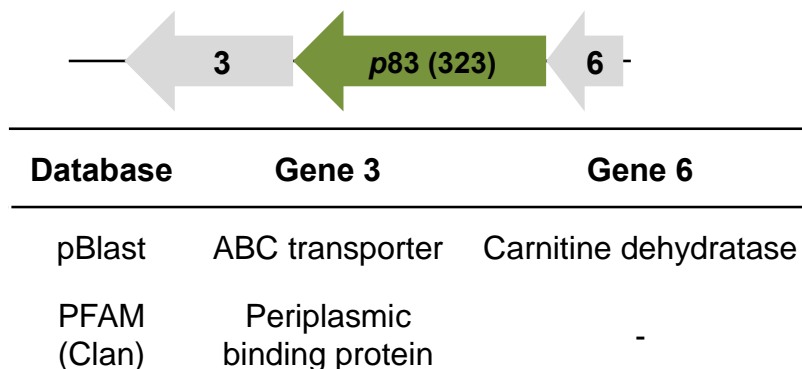 3 p83 (323) 6
Database Gene 3 Gene 6
pBlast ABC transporter Carnitine dehydratase
PFAM Periplasmic
(Clan) binding protein -